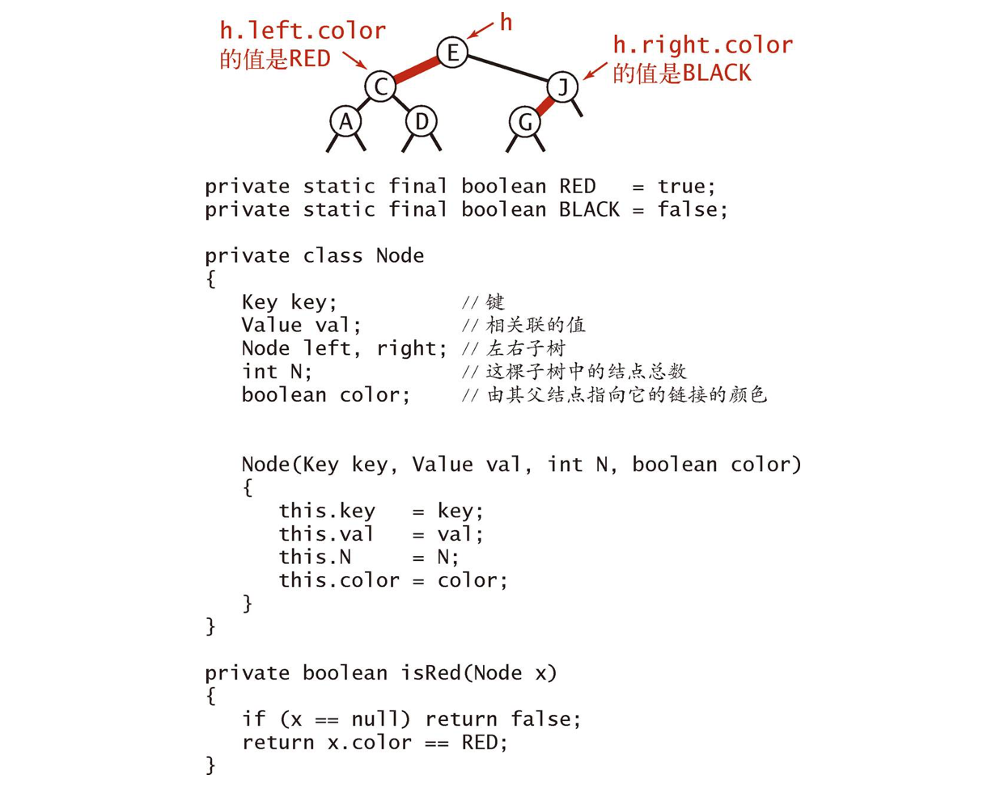 h.left.color
的值是RED
h
h.right.color
的值是BLACK
E
C
J
A
D
G
private static final boolean RED   = true;
private static final boolean BLACK = false;
private class Node
{
   Key key;           // 键
   Value val;         // 相关联的值
   Node left, right;  // 左右子树
   int N;             // 这棵子树中的结点总数
   boolean color;     // 由其父结点指向它的链接的颜色
   Node(Key key, Value val, int N, boolean color)
   {
      this.key   = key;
      this.val   = val;
      this.N     = N;
      this.color = color;
   }
}
private boolean isRed(Node x)
{
   if (x == null) return false;
   return x.color == RED;
}